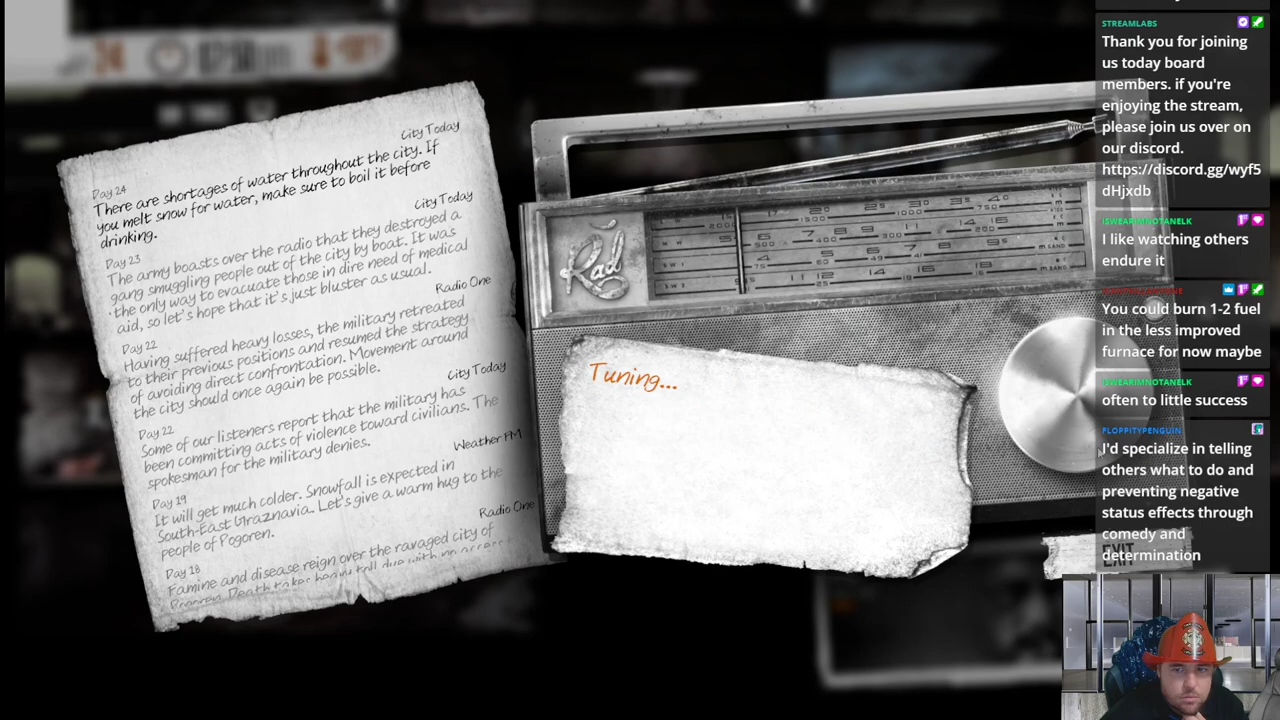 24
City Today
Day 24
There are shortages of water throughout the city. If
you melt snow for water, make sure to boil it before
drinking.
City Today
Day 23
The army boasts over the radio that they destroyed a
gang smuggling people out of the city by boat. It was
the only way to evacuate those in dire need of medical
aid, so let's hope that it's just bluster as usual.
Radio One
Day 22
Having suffered heavy losses, the military retreated
to their previous positions and resumed the strategy
of avoiding direct confrontation. Movement around
the city should once again be possible.
City Today
Day 22
Some of our listeners report that the military has
been committing acts of violence toward civilians. The
spokesman for the military denies.
Weather FM
Day 19
It will get much colder. Snowfall is expected in
South-East Graznavia. Let's give a warm hug to the
people of Pogoren.
Radio One
Day 18
Famine and disease reign over the ravaged city of
Rad
Tuning...
EXIT
STREAMLABS
Thank you for joining
us today board
members. if you're
enjoying the stream,
please join us over on
our discord.
https://discord.gg/wyf5
dHjxdb
ISWEARIMNOTANELK
I like watching others
endure it
You could burn 1-2 fuel
in the less improved
furnace for now maybe
ISWEARIMNOTANELK
often to little success
FLOPPITYPENGUIN
I'd specialize in telling
others what to do and
preventing negative
status effects through
comedy and
determination